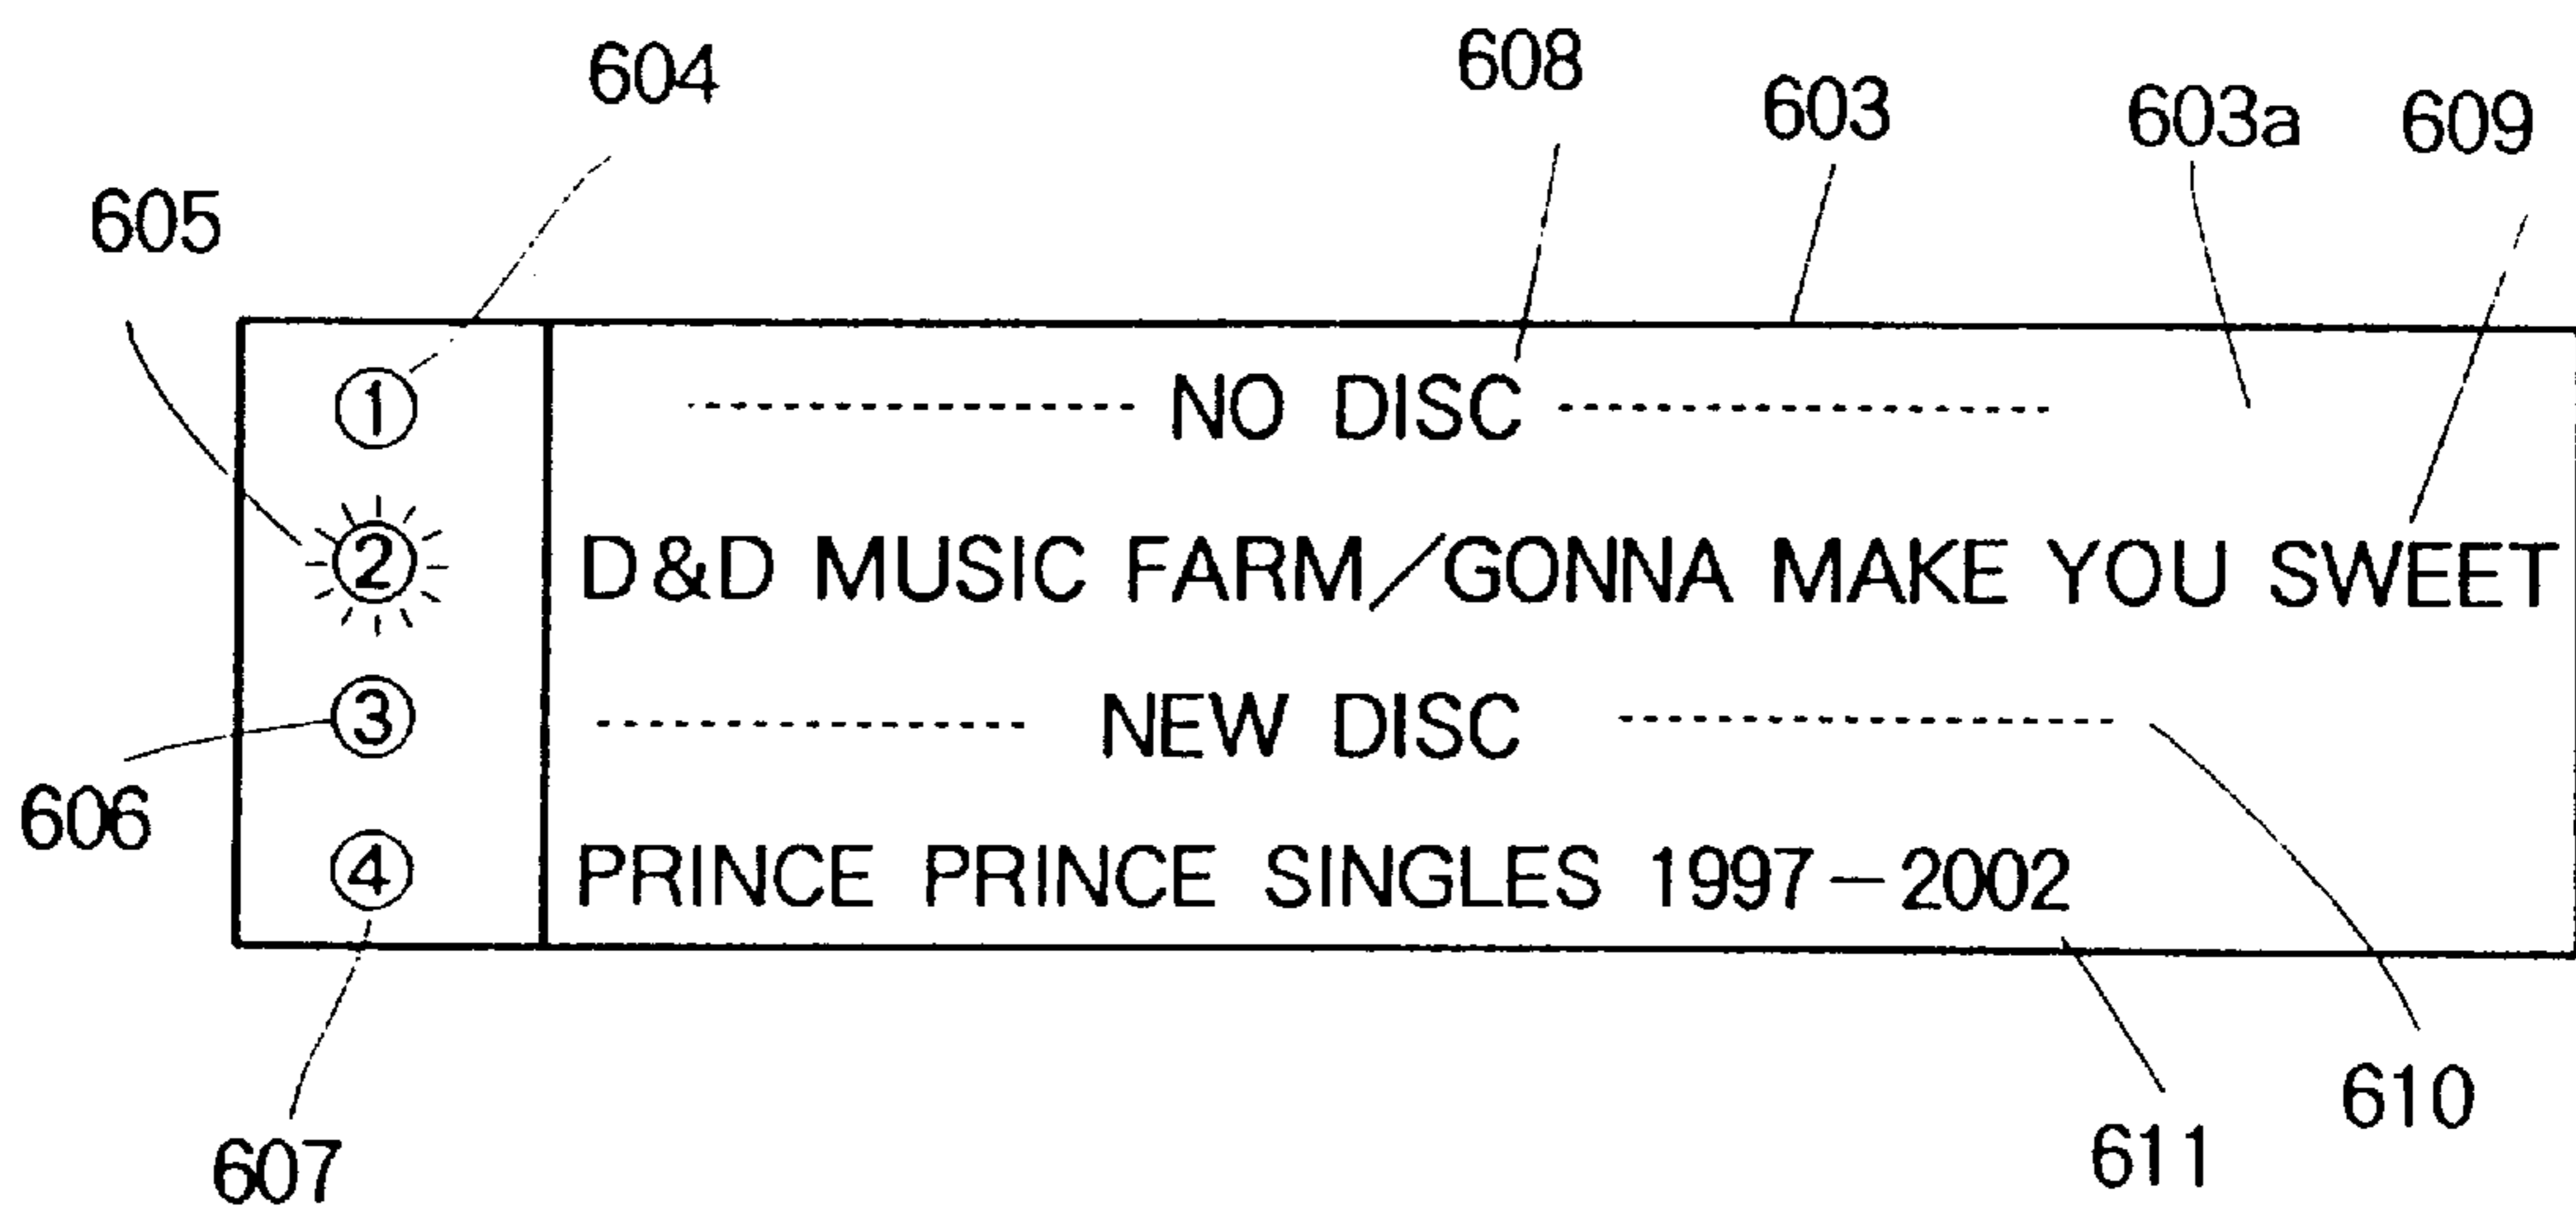 604 608 603 603a 609
605
① ---------- NO DISC ----------
② D&D MUSIC FARM/GONNA MAKE YOU SWEET
③ ---------- NEW DISC ----------
606
④ PRINCE PRINCE SINGLES 1997-2002
607 611 610